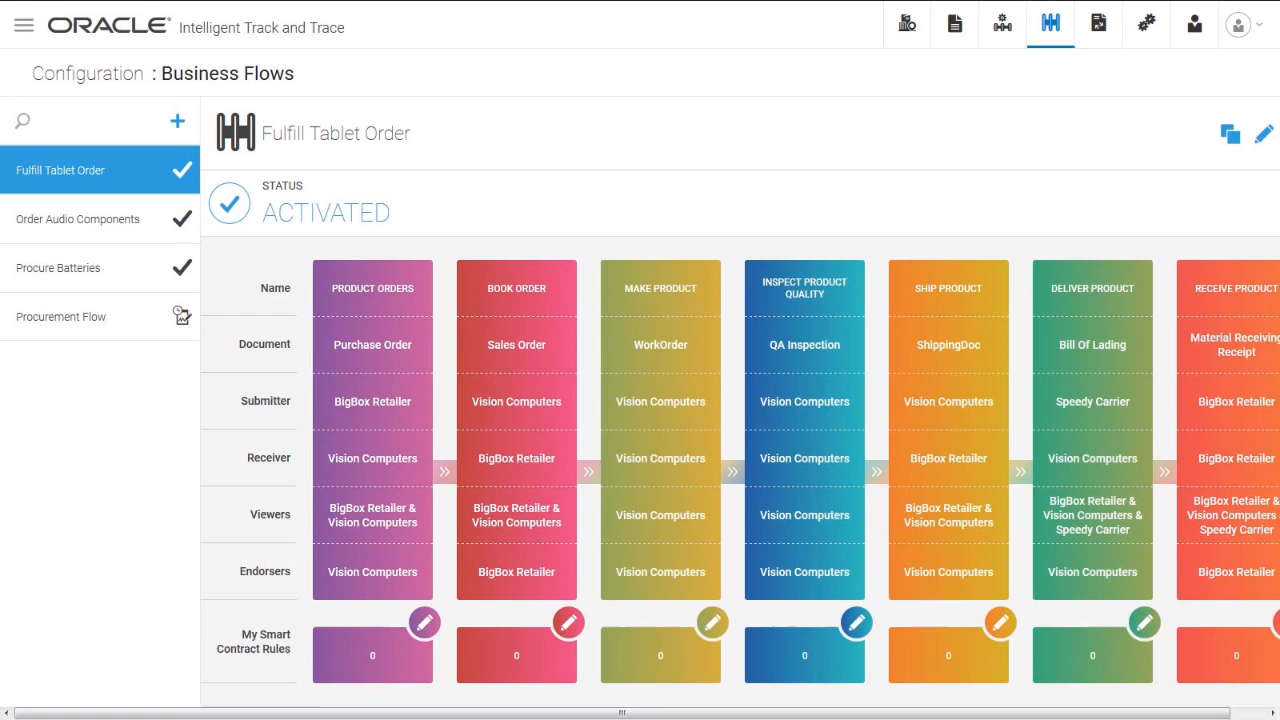 ORACLE® Intelligent Track and Trace
Configuration : Business Flows
Fulfill Tablet Order
Order Audio Components
Procure Batteries
Procurement Flow
Fulfill Tablet Order
STATUS
ACTIVATED
Name
PRODUCT ORDERS
BOOK ORDER
MAKE PRODUCT
INSPECT PRODUCT
QUALITY
SHIP PRODUCT
DELIVER PRODUCT
RECEIVE PRODUCT
Document
Purchase Order
Sales Order
WorkOrder
QA Inspection
ShippingDoc
Bill Of Lading
Material Receiving
Receipt
Submitter
BigBox Retailer
Vision Computers
Vision Computers
Vision Computers
Vision Computers
Speedy Carrier
BigBox Retailer
Receiver
Vision Computers
BigBox Retailer
Vision Computers
Vision Computers
BigBox Retailer
Vision Computers
BigBox Retailer
Viewers
BigBox Retailer &
Vision Computers
BigBox Retailer &
Vision Computers
Vision Computers
Vision Computers
BigBox Retailer &
Vision Computers
BigBox Retailer &
Vision Computers &
Speedy Carrier
BigBox Retailer &
Vision Computers
Speedy Carrier
Endorsers
Vision Computers
BigBox Retailer
Vision Computers
Vision Computers
Vision Computers
Vision Computers
BigBox Retailer
My Smart
Contract Rules
0
0
0
0
0
0
0